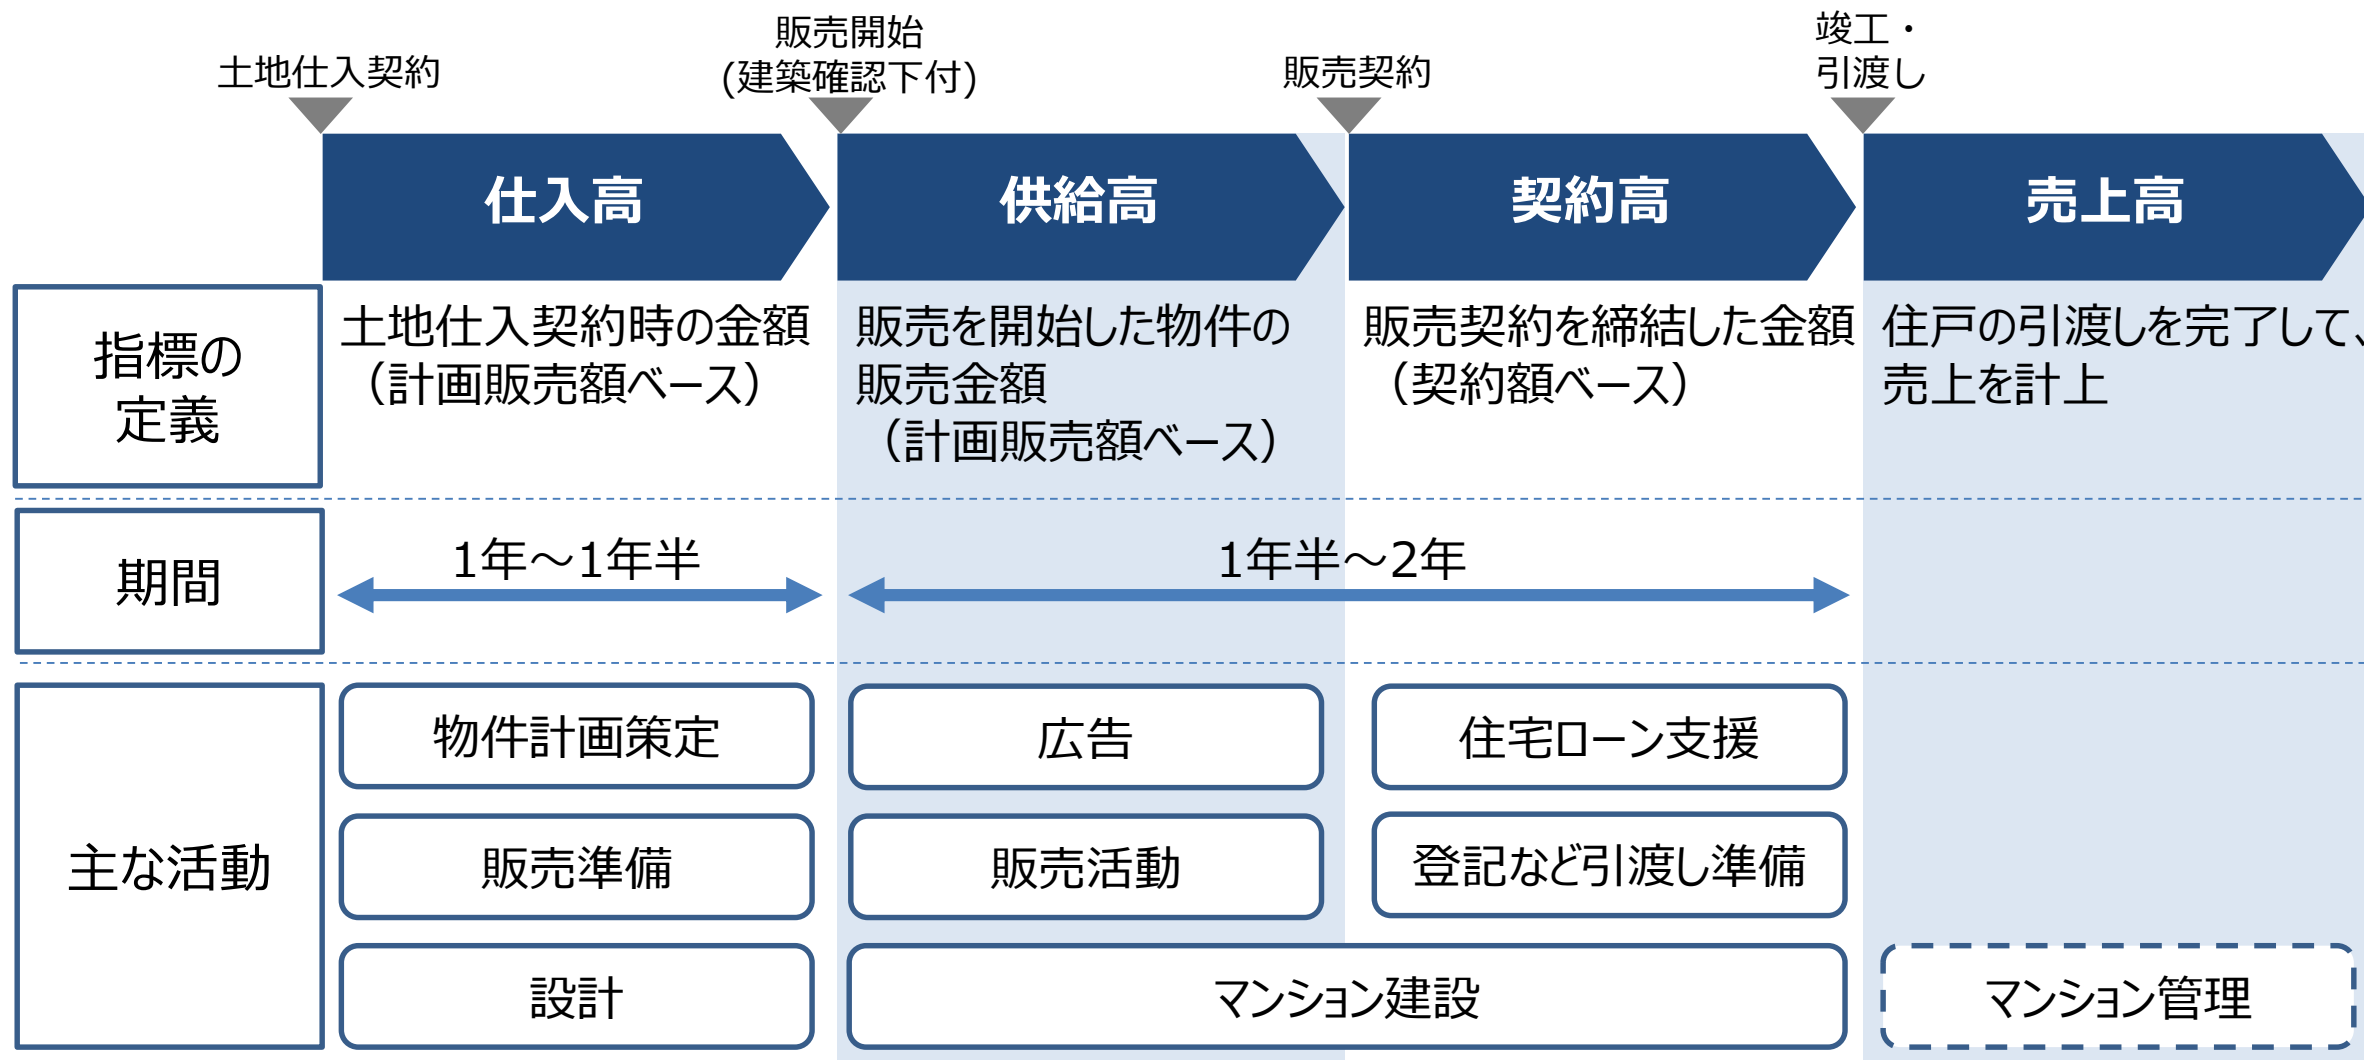 土地仕入契約
販売開始
(建築確認下付)
販売契約
竣工・
引渡し
仕入高
供給高
契約高
売上高
指標の
定義
土地仕入契約時の金額
（計画販売額ベース）
販売を開始した物件の
販売金額
（計画販売額ベース）
販売契約を締結した金額
（契約額ベース）
住戸の引渡しを完了して、
売上を計上
期間
1年～1年半
1年半～2年
主な活動
物件計画策定
広告
住宅ローン支援
販売準備
販売活動
登記など引渡し準備
設計
マンション建設
マンション管理